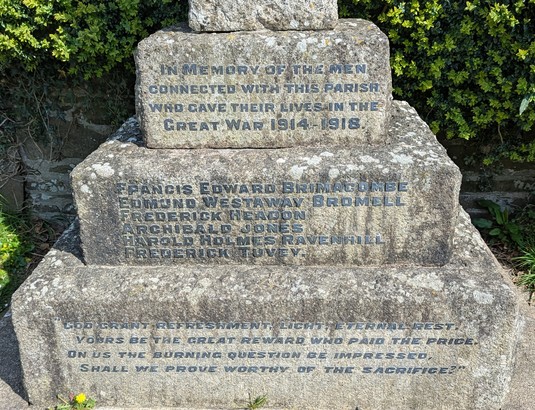 IN MEMORY OF THE MEN
CONNECTED WITH THIS PARISH
WHO GAVE THEIR LIVES IN THE
GREAT WAR 1914-1918.
FRANCIS EDWARD BRIMACOMBE
EDMUND WESTAWAY BROMELL
FREDERICK HEAGON
ARCHIBALD JONES
HAROLD HOLMES RAVENHILL
FREDERICK TUVEY.
"GOD GRANT REFRESHMENT, LIGHT, ETERNAL REST.
YOURS BE THE GREAT REWARD WHO PAID THE PRICE.
ON US THE BURNING QUESTION BE IMPRESSED,
SHALL WE PROVE WORTHY OF THE SACRIFICE?"